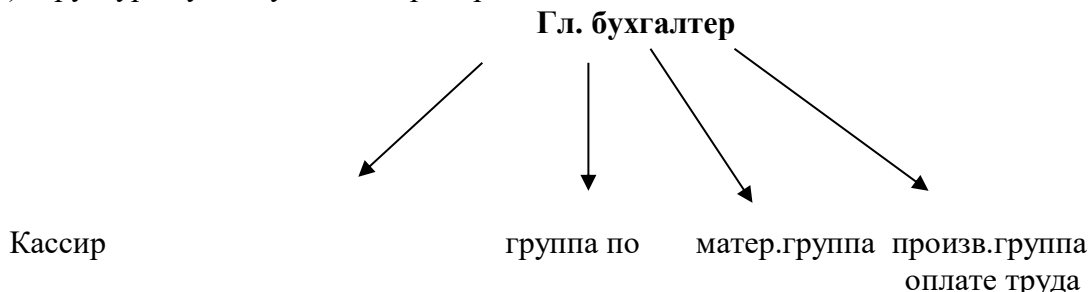 Гл. бухгалтер
Кассир группа по матер.группа произв.группа
оплате труда